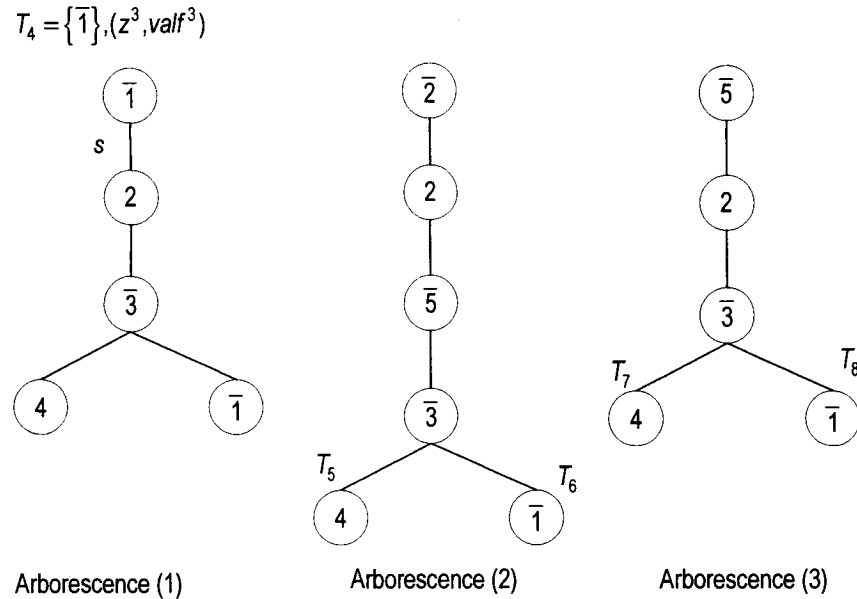 T₄ = {1̅},(z³,valf³)
1̅
s
2
3̅
4
1̅
Arborescence (1)
2̅
2
5̅
3̅
T₅
T₆
4
1̅
Arborescence (2)
5̅
2
3̅
T₇
T₈
4
1̅
Arborescence (3)